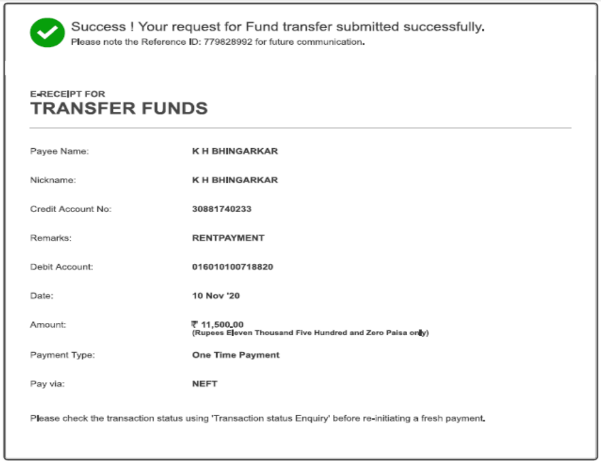 Success ! Your request for Fund transfer submitted successfully.
Please note the Reference ID: 779828992 for future communication.
E-RECEIPT FOR
TRANSFER FUNDS
Payee Name: K H BHINGARKAR
Nickname: K H BHINGARKAR
Credit Account No: 30881740233
Remarks: RENTPAYMENT
Debit Account: 016010100718820
Date: 10 Nov '20
Amount: ₹ 11,500.00
(Rupees Eleven Thousand Five Hundred and Zero Paisa only)
Payment Type: One Time Payment
Pay via: NEFT
Please check the transaction status using 'Transaction status Enquiry' before re-initiating a fresh payment.